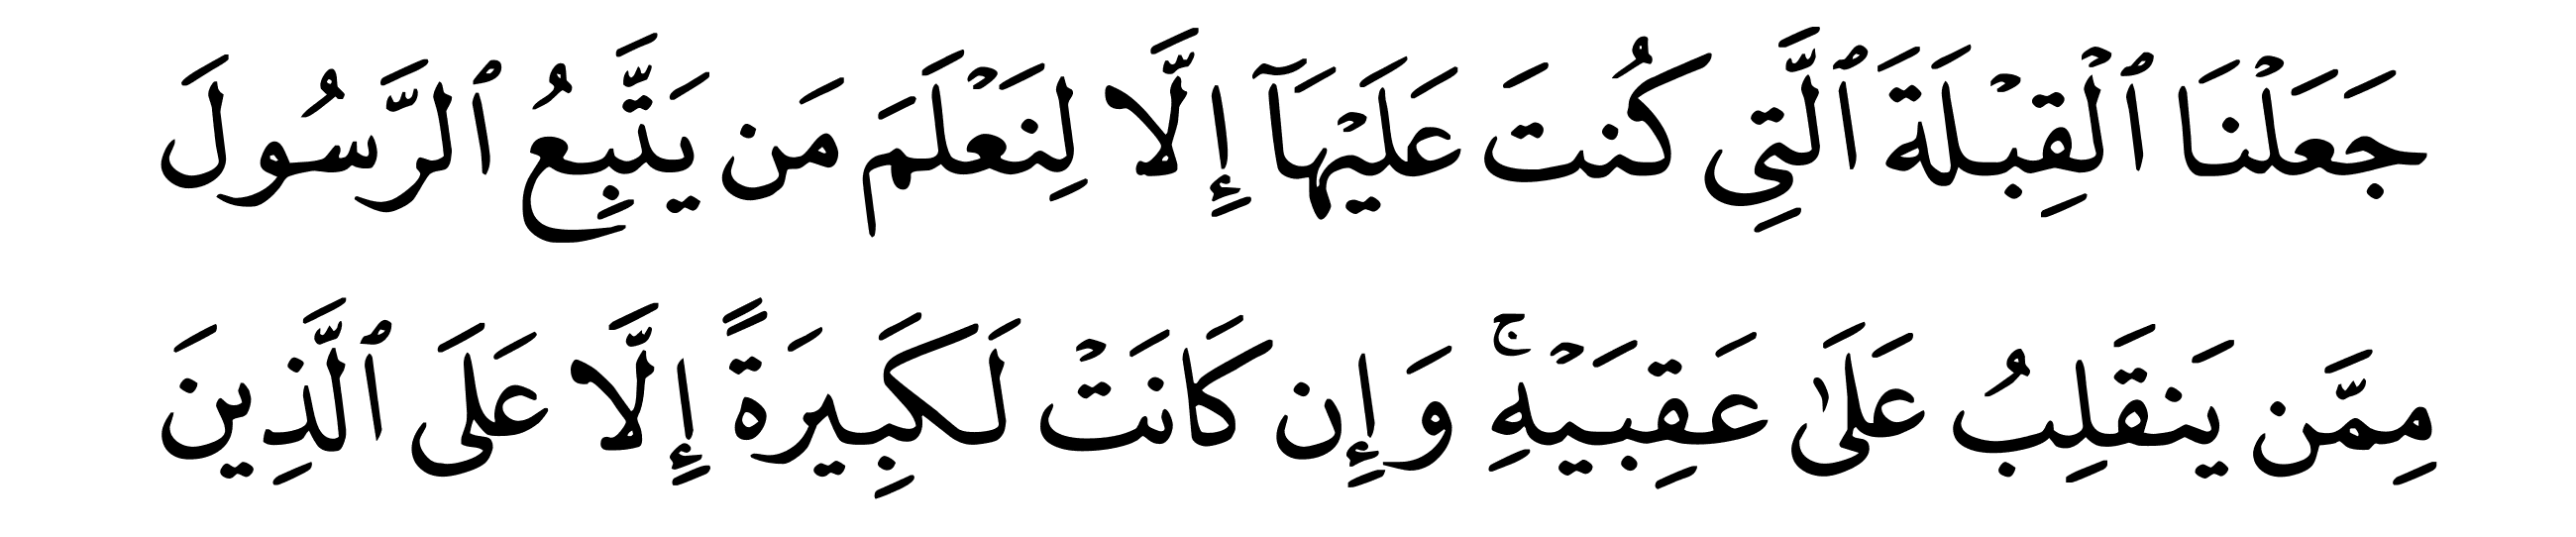 جَعَلْنَا ٱلْقِبْلَةَ ٱلَّتِي كُنتَ عَلَيْهَآ إِلَّا لِنَعْلَمَ مَن يَتَّبِعُ ٱلرَّسُولَ
مِمَّن يَنقَلِبُ عَلَىٰ عَقِبَيْهِۚ وَإِن كَانَتْ لَكَبِيرَةً إِلَّا عَلَى ٱلَّذِينَ